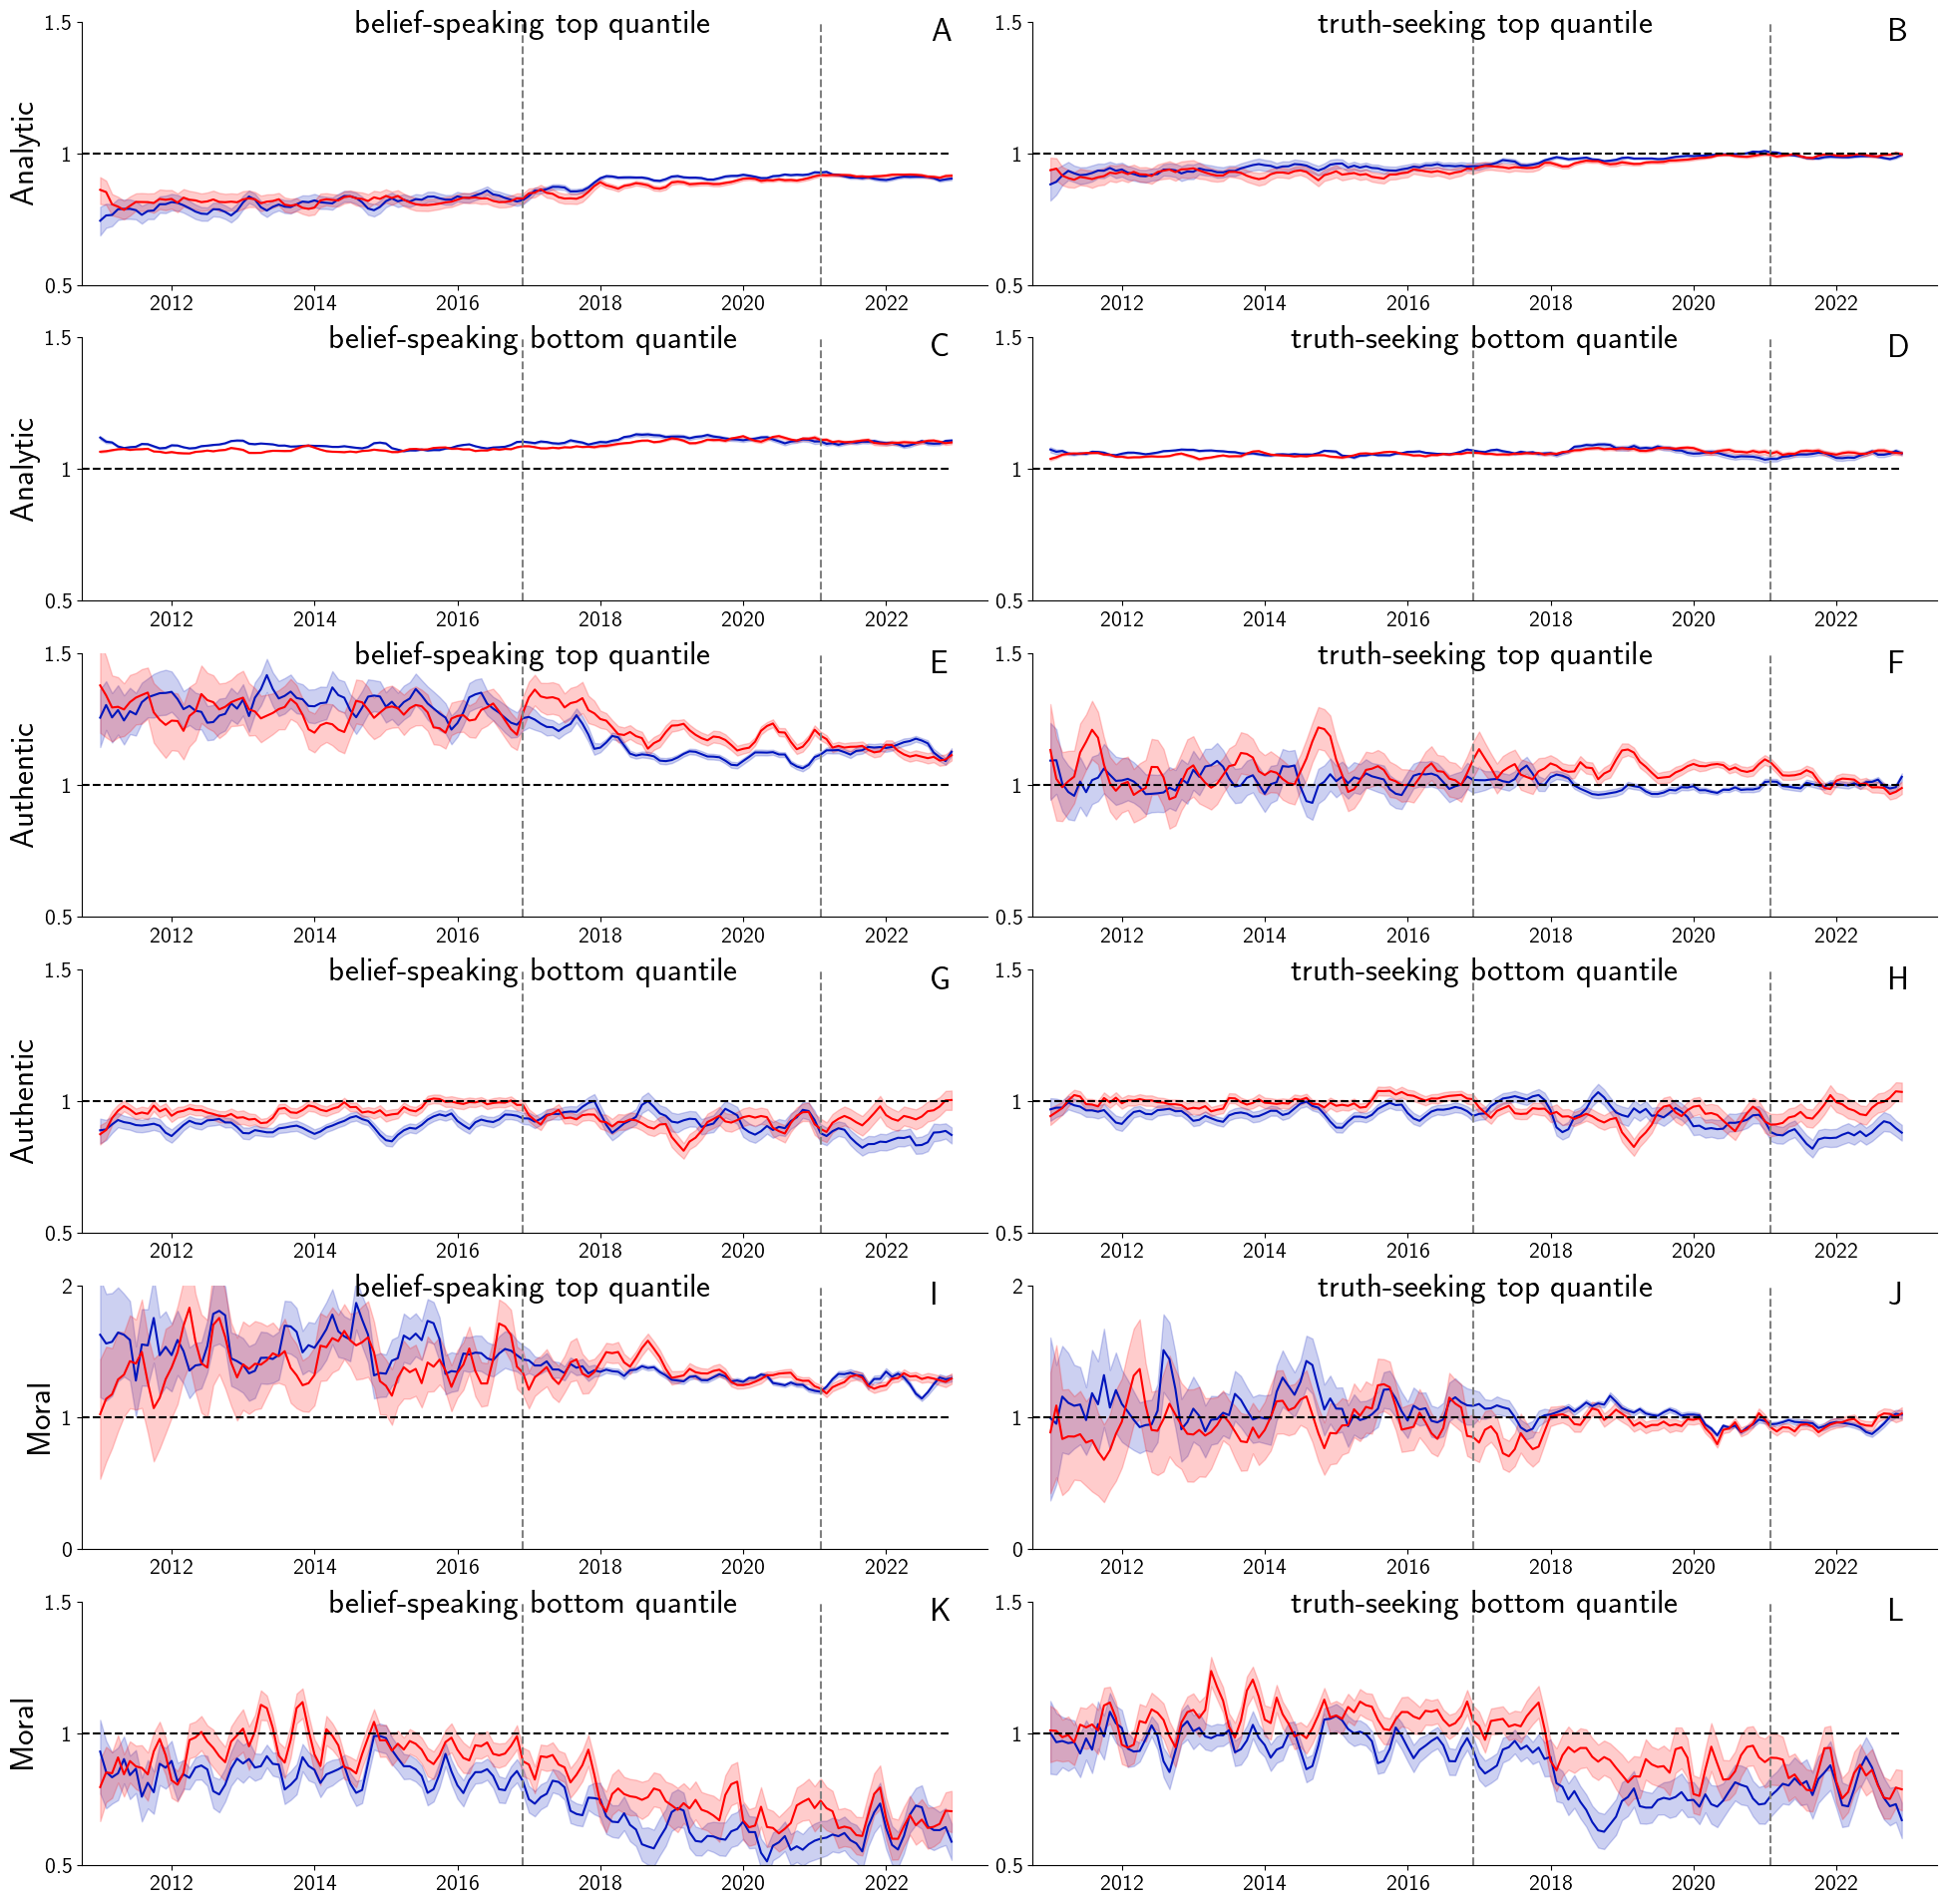 belief-speaking top quantile A
1.5
1
0.5
Analytic
2012 2014 2016 2018 2020 2022
truth-seeking top quantile B
1.5
1
0.5
2012 2014 2016 2018 2020 2022
belief-speaking bottom quantile C
1.5
1
0.5
Analytic
2012 2014 2016 2018 2020 2022
truth-seeking bottom quantile D
1.5
1
0.5
2012 2014 2016 2018 2020 2022
belief-speaking top quantile E
1.5
1
0.5
Authentic
2012 2014 2016 2018 2020 2022
truth-seeking top quantile F
1.5
1
0.5
2012 2014 2016 2018 2020 2022
belief-speaking bottom quantile G
1.5
1
0.5
Authentic
2012 2014 2016 2018 2020 2022
truth-seeking bottom quantile H
1.5
1
0.5
2012 2014 2016 2018 2020 2022
belief-speaking top quantile I
2
1
0
Moral
2012 2014 2016 2018 2020 2022
truth-seeking top quantile J
2
1
0
2012 2014 2016 2018 2020 2022
belief-speaking bottom quantile K
1.5
1
0.5
Moral
2012 2014 2016 2018 2020 2022
truth-seeking bottom quantile L
1.5
1
0.5
2012 2014 2016 2018 2020 2022